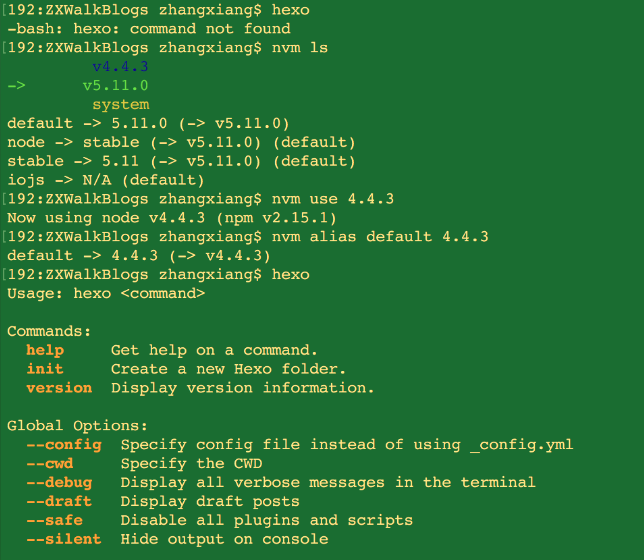 [192:ZXWalkBlogs zhangxiang$ hexo
-bash: hexo: command not found
[192:ZXWalkBlogs zhangxiang$ nvm ls
         v4.4.3
->      v5.11.0
         system
default -> 5.11.0 (-> v5.11.0)
node -> stable (-> v5.11.0) (default)
stable -> 5.11 (-> v5.11.0) (default)
iojs -> N/A (default)
[192:ZXWalkBlogs zhangxiang$ nvm use 4.4.3
Now using node v4.4.3 (npm v2.15.1)
[192:ZXWalkBlogs zhangxiang$ nvm alias default 4.4.3
default -> 4.4.3 (-> v4.4.3)
[192:ZXWalkBlogs zhangxiang$ hexo
Usage: hexo <command>

Commands:
  help     Get help on a command.
  init     Create a new Hexo folder.
  version  Display version information.

Global Options:
  --config  Specify config file instead of using _config.yml
  --cwd     Specify the CWD
  --debug   Display all verbose messages in the terminal
  --draft   Display draft posts
  --safe    Disable all plugins and scripts
  --silent  Hide output on console